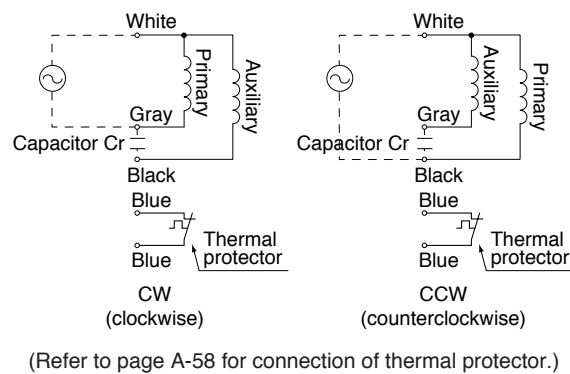 White
Primary
Auxiliary
Gray
Capacitor Cr
Black
Blue
Blue
Thermal
protector
CW
(clockwise)
White
Auxiliary
Primary
Gray
Capacitor Cr
Black
Blue
Blue
Thermal
protector
CCW
(counterclockwise)
(Refer to page A-58 for connection of thermal protector.)